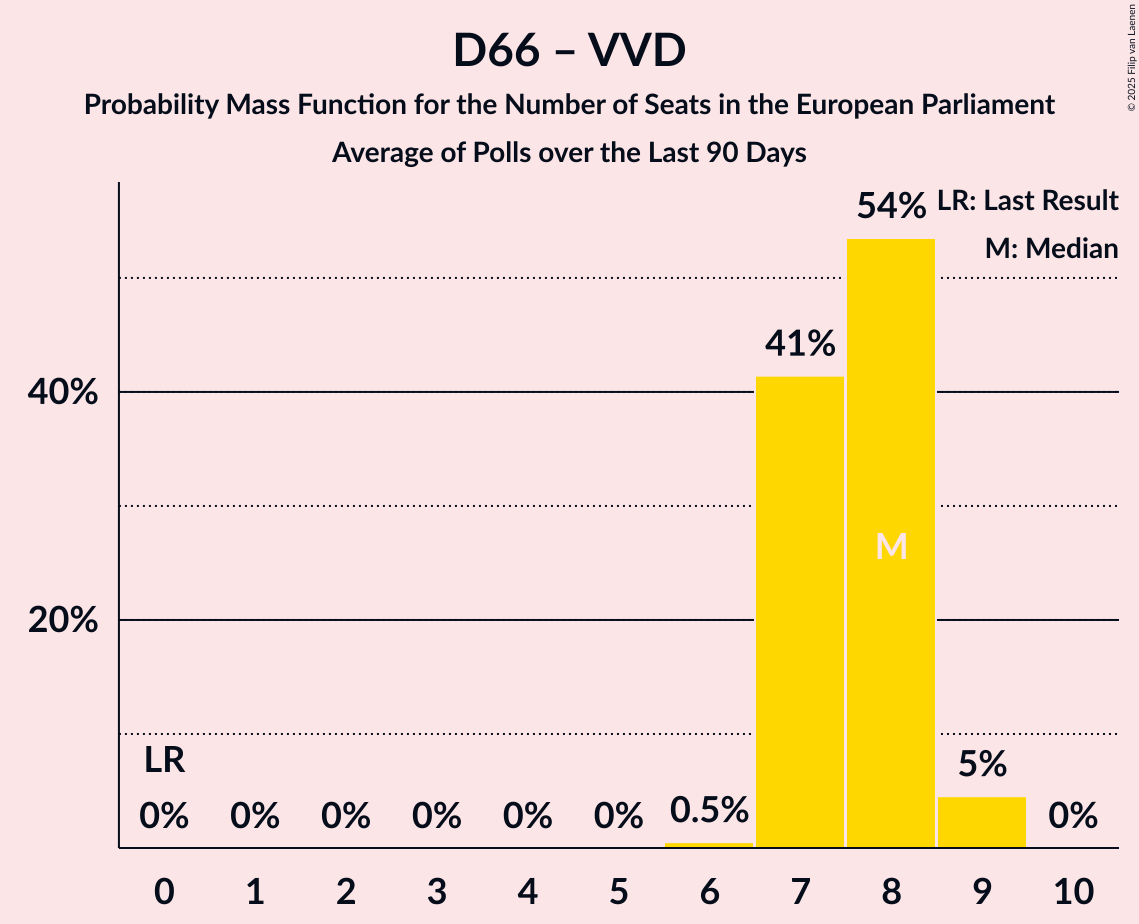 D66 – VVD
Probability Mass Function for the Number of Seats in the European Parliament
Average of Polls over the Last 90 Days
© 2025 Filip van Laenen
LR: Last Result
M: Median
40%
20%
LR
0%
0%
0%
0%
0%
0%
0.5%
41%
54%
M
5%
0%
0 1 2 3 4 5 6 7 8 9 10